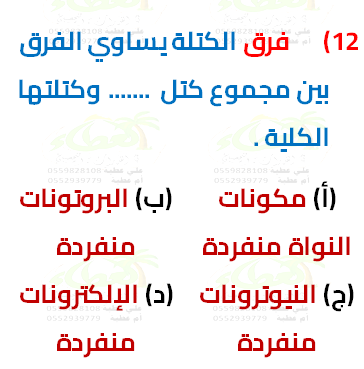 12) فرق الكتلة يساوي الفرق
بين مجموع كتل ....... وكتلتها
الكلية .
(أ) مكونات النواة منفردة
(ب) البروتونات منفردة
(ج) النيوترونات منفردة
(د) الإلكترونات منفردة